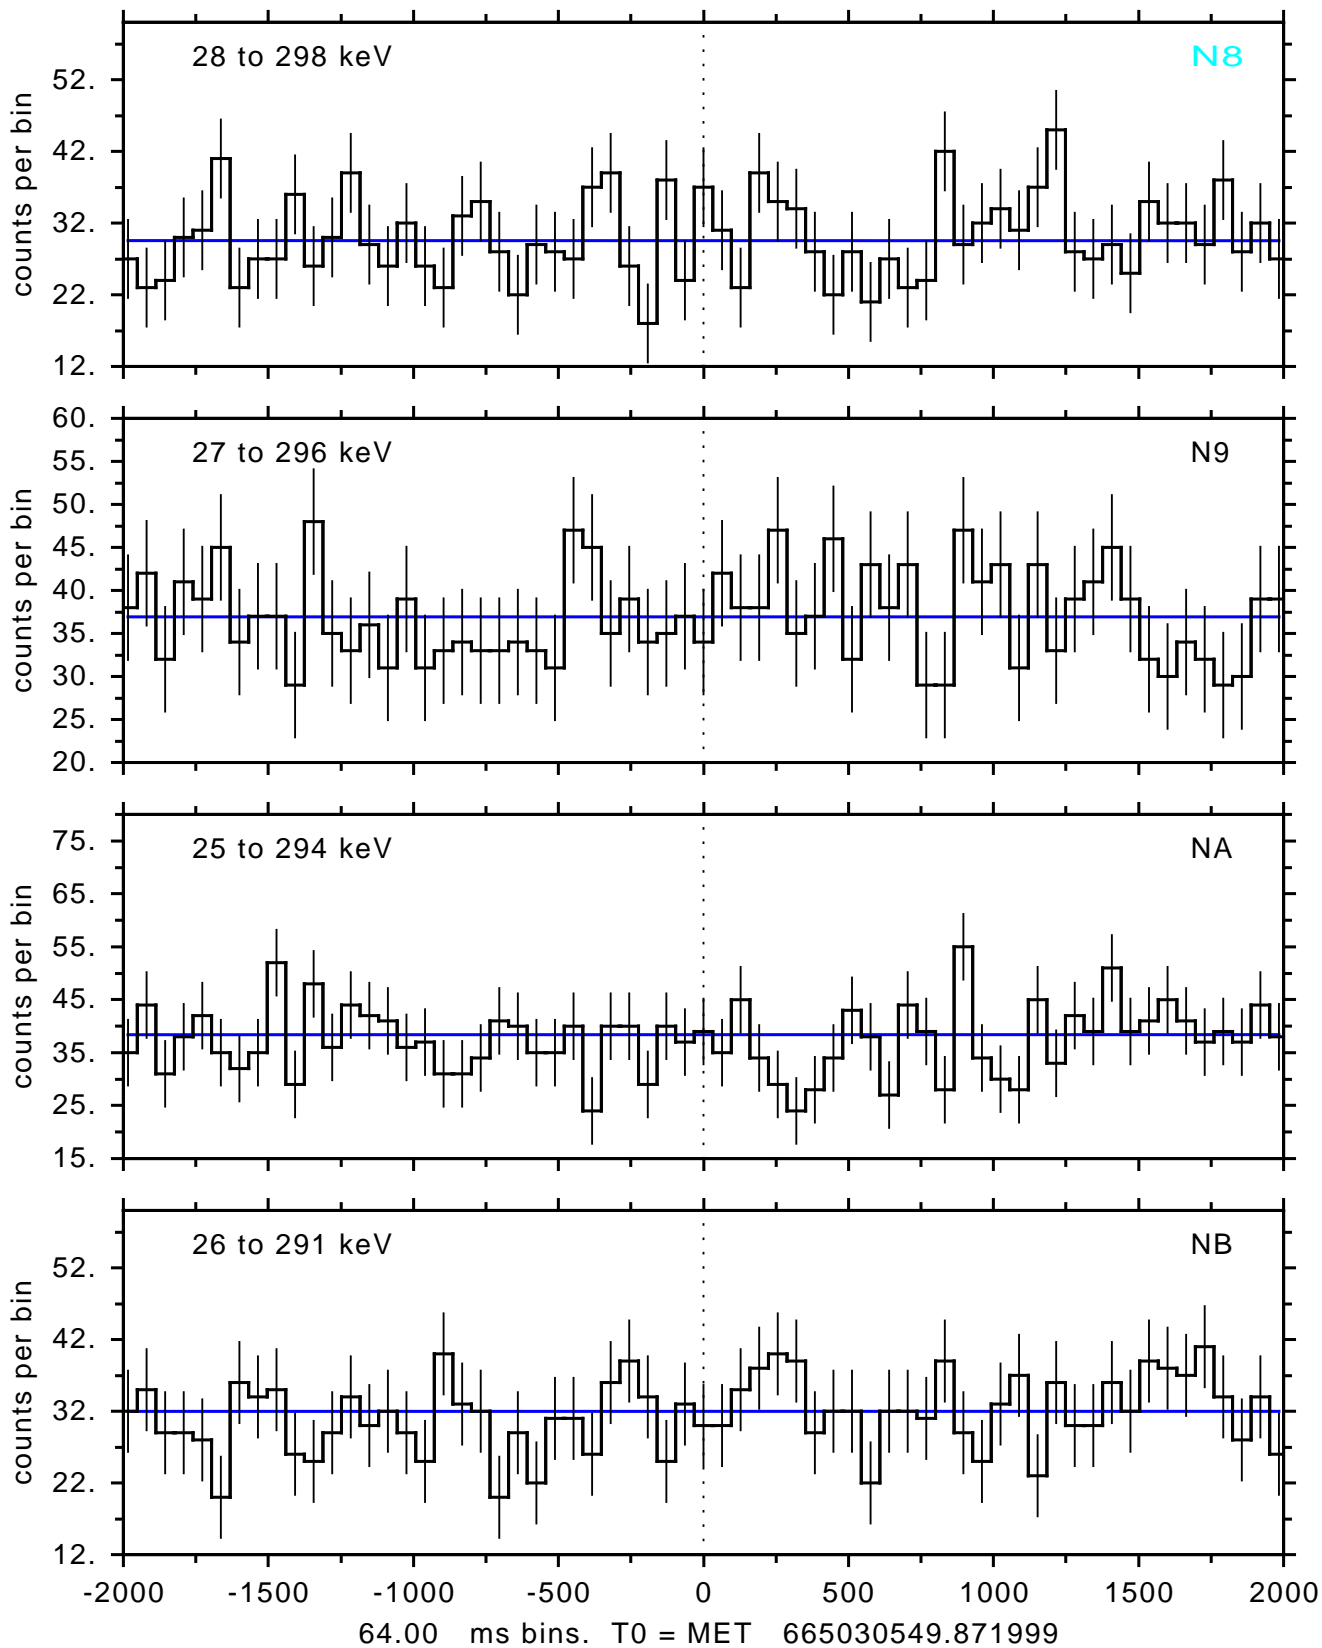 28 to 298 keV N8
52.
42.
32.
22.
12.
counts per bin
60.
27 to 296 keV N9
55.
50.
45.
40.
35.
30.
25.
20.
counts per bin
25 to 294 keV NA
75.
65.
55.
45.
35.
25.
15.
counts per bin
26 to 291 keV NB
52.
42.
32.
22.
12.
counts per bin
-2000 -1500 -1000 -500 0 500 1000 1500 2000
64.00 ms bins. T0 = MET 665030549.871999